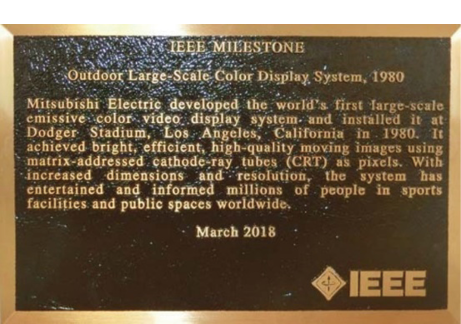 IEEE MILESTONE
Outdoor Large-Scale Color Display System, 1980
Mitsubishi Electric developed the world's first large-scale
emissive color video display system and installed it at
Dodger Stadium, Los Angeles, California in 1980. It
achieved bright, efficient, high-quality moving images using
matrix-addressed cathode-ray tubes (CRT) as pixels. With
increased dimensions and resolution, the system has
entertained and informed millions of people in sports
facilities and public spaces worldwide.
March 2018
IEEE